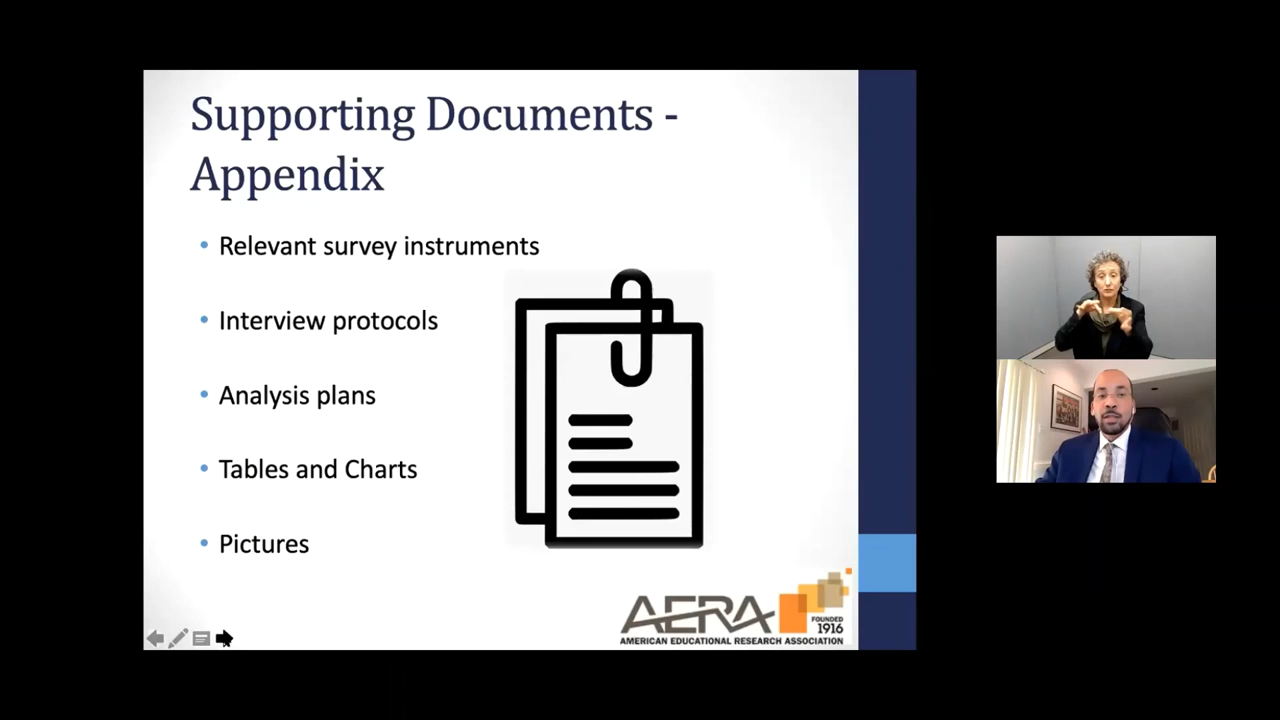 Supporting Documents -
Appendix
• Relevant survey instruments
• Interview protocols
• Analysis plans
• Tables and Charts
• Pictures
AERA
FOUNDED
1916
AMERICAN EDUCATIONAL RESEARCH ASSOCIATION